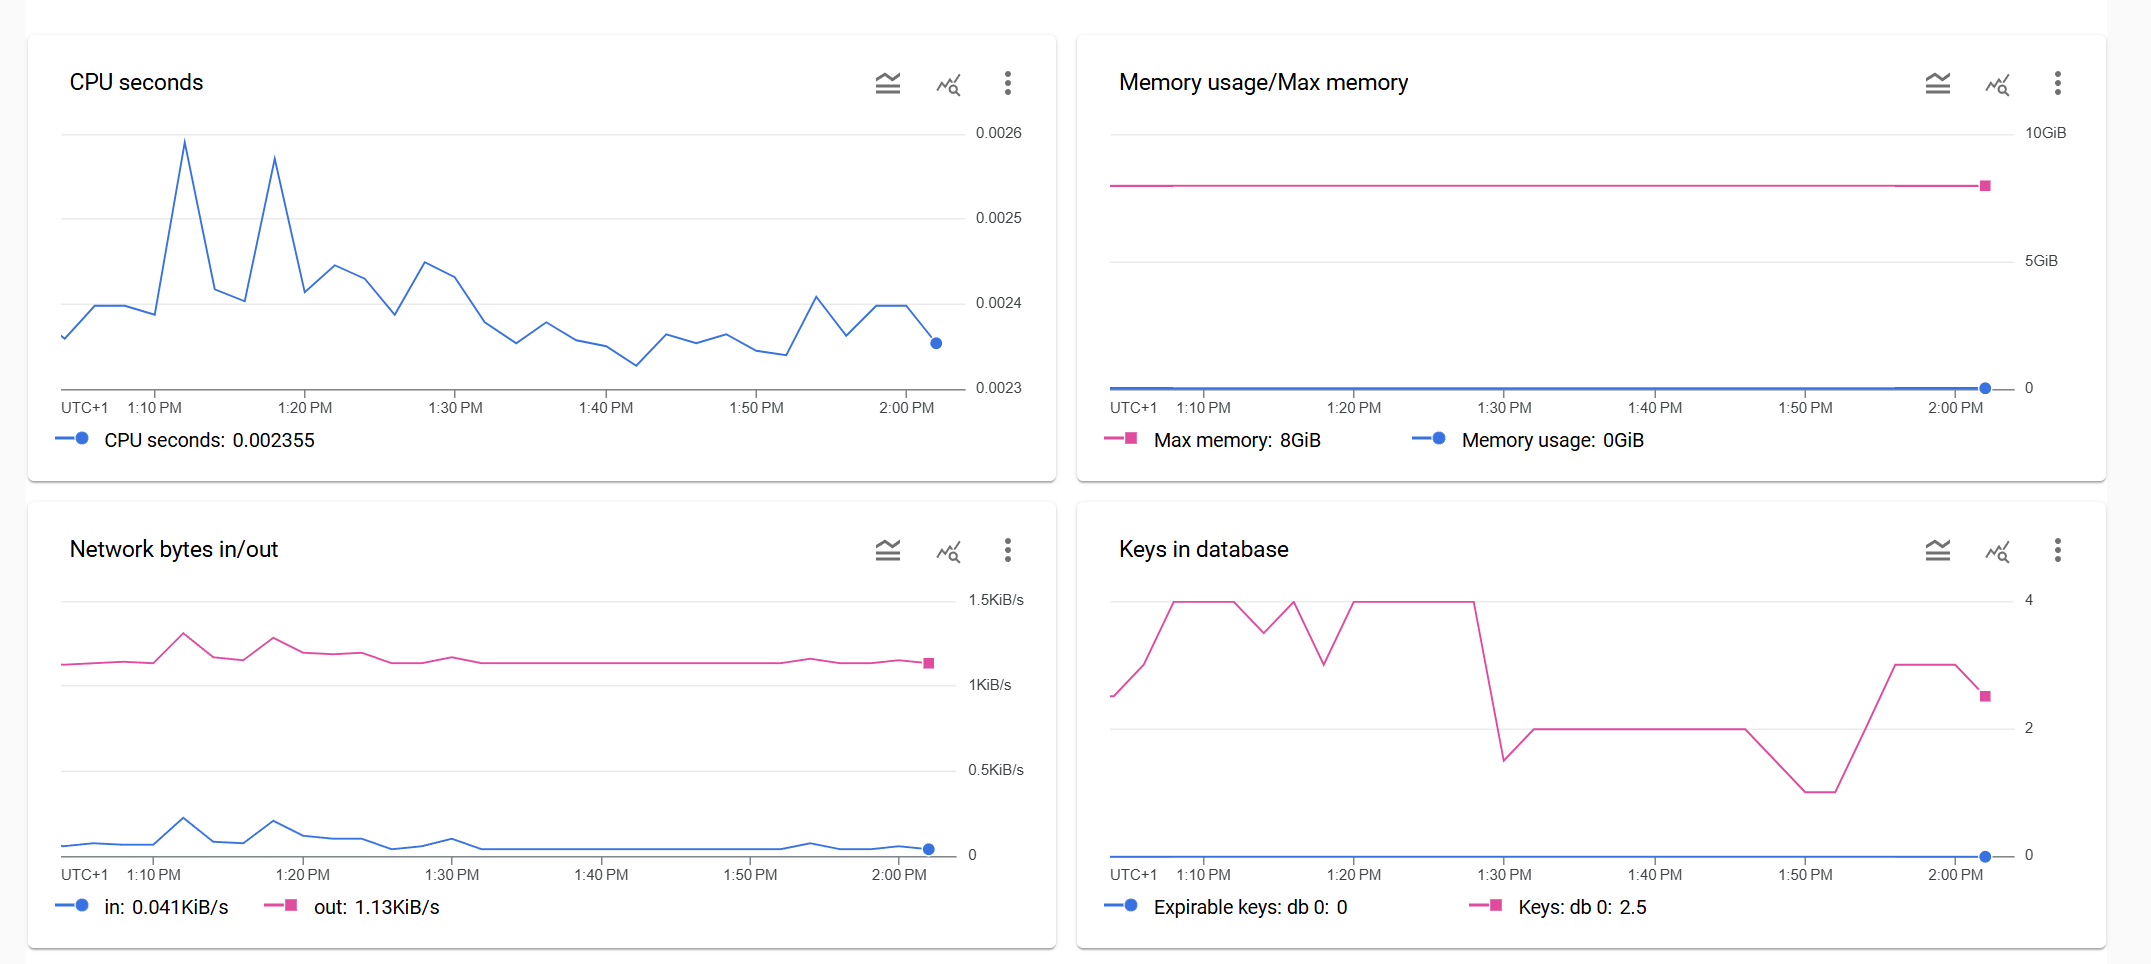 CPU seconds
0.0026
0.0025
0.0024
0.0023
UTC+1 1:10 PM 1:20 PM 1:30 PM 1:40 PM 1:50 PM 2:00 PM
CPU seconds: 0.002355
Memory usage/Max memory
10GiB
5GiB
0
UTC+1 1:10 PM 1:20 PM 1:30 PM 1:40 PM 1:50 PM 2:00 PM
Max memory: 8GiB Memory usage: 0GiB
Network bytes in/out
1.5KiB/s
1KiB/s
0.5KiB/s
0
UTC+1 1:10 PM 1:20 PM 1:30 PM 1:40 PM 1:50 PM 2:00 PM
in: 0.041KiB/s out: 1.13KiB/s
Keys in database
4
2
0
UTC+1 1:10 PM 1:20 PM 1:30 PM 1:40 PM 1:50 PM 2:00 PM
Expirable keys: db 0: 0 Keys: db 0: 2.5